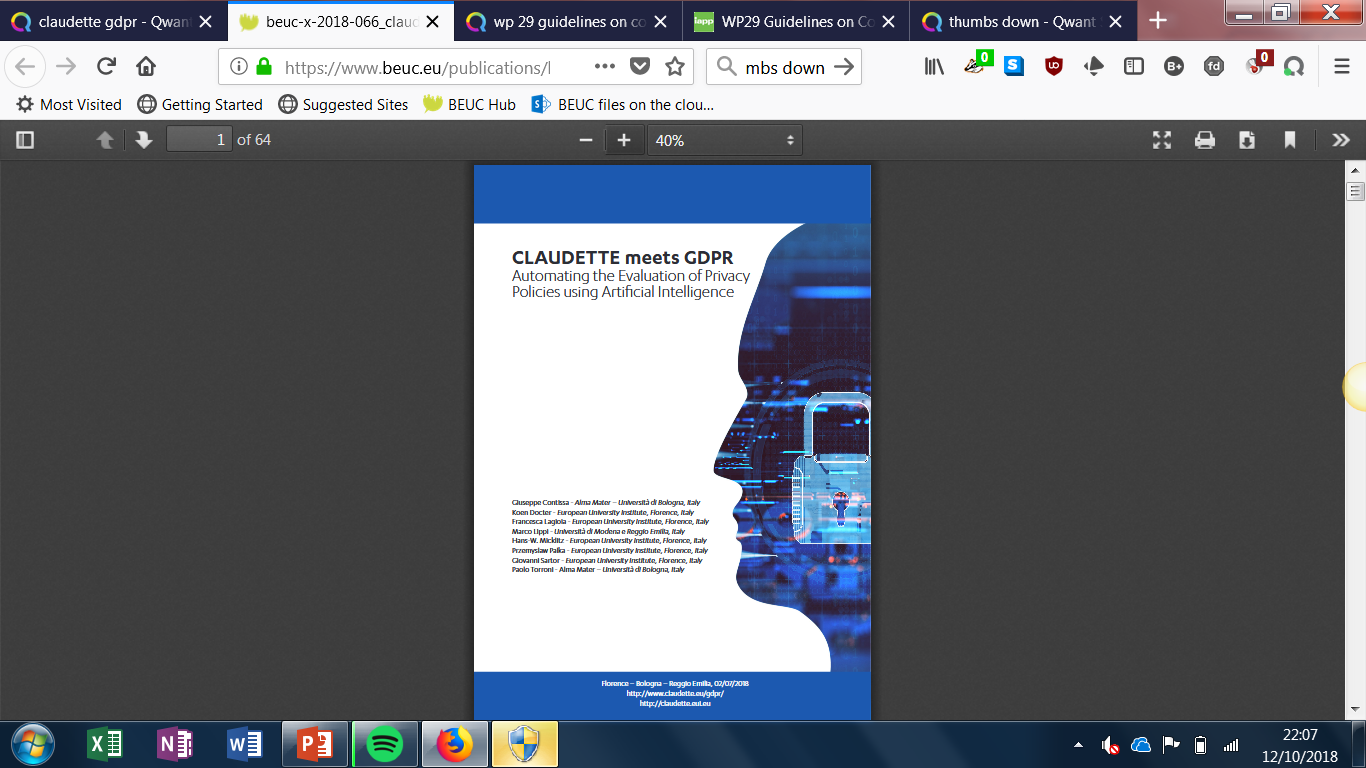 claudette gdpr - Qwant
beuc-x-2018-066_claud
wp 29 guidelines on co
iapp
WP29 Guidelines on Co
thumbs down - Qwant S
https://www.beuc.eu/publications/l
mbs down
0
S
B+
fd
0
Most Visited
Getting Started
Suggested Sites
BEUC Hub
BEUC files on the clou...
1 of 64
40%
CLAUDETTE meets GDPR
Automating the Evaluation of Privacy
Policies using Artificial Intelligence
Giuseppe Contissa - Alma Mater – Università di Bologna, Italy
Koen Docter - European University Institute, Florence, Italy
Francesca Lagioia - European University Institute, Florence, Italy
Marco Lippi - Università di Modena e Reggio Emilia, Italy
Hans-W. Micklitz - European University Institute, Florence, Italy
Przemyslaw Palka - European University Institute, Florence, Italy
Giovanni Sartor - European University Institute, Florence, Italy
Paolo Torroni - Alma Mater – Università di Bologna, Italy
Florence – Bologna – Reggio Emilia, 02/07/2018
http://www.claudette.eu/gdpr/
http://claudette.eui.eu
22:07
12/10/2018